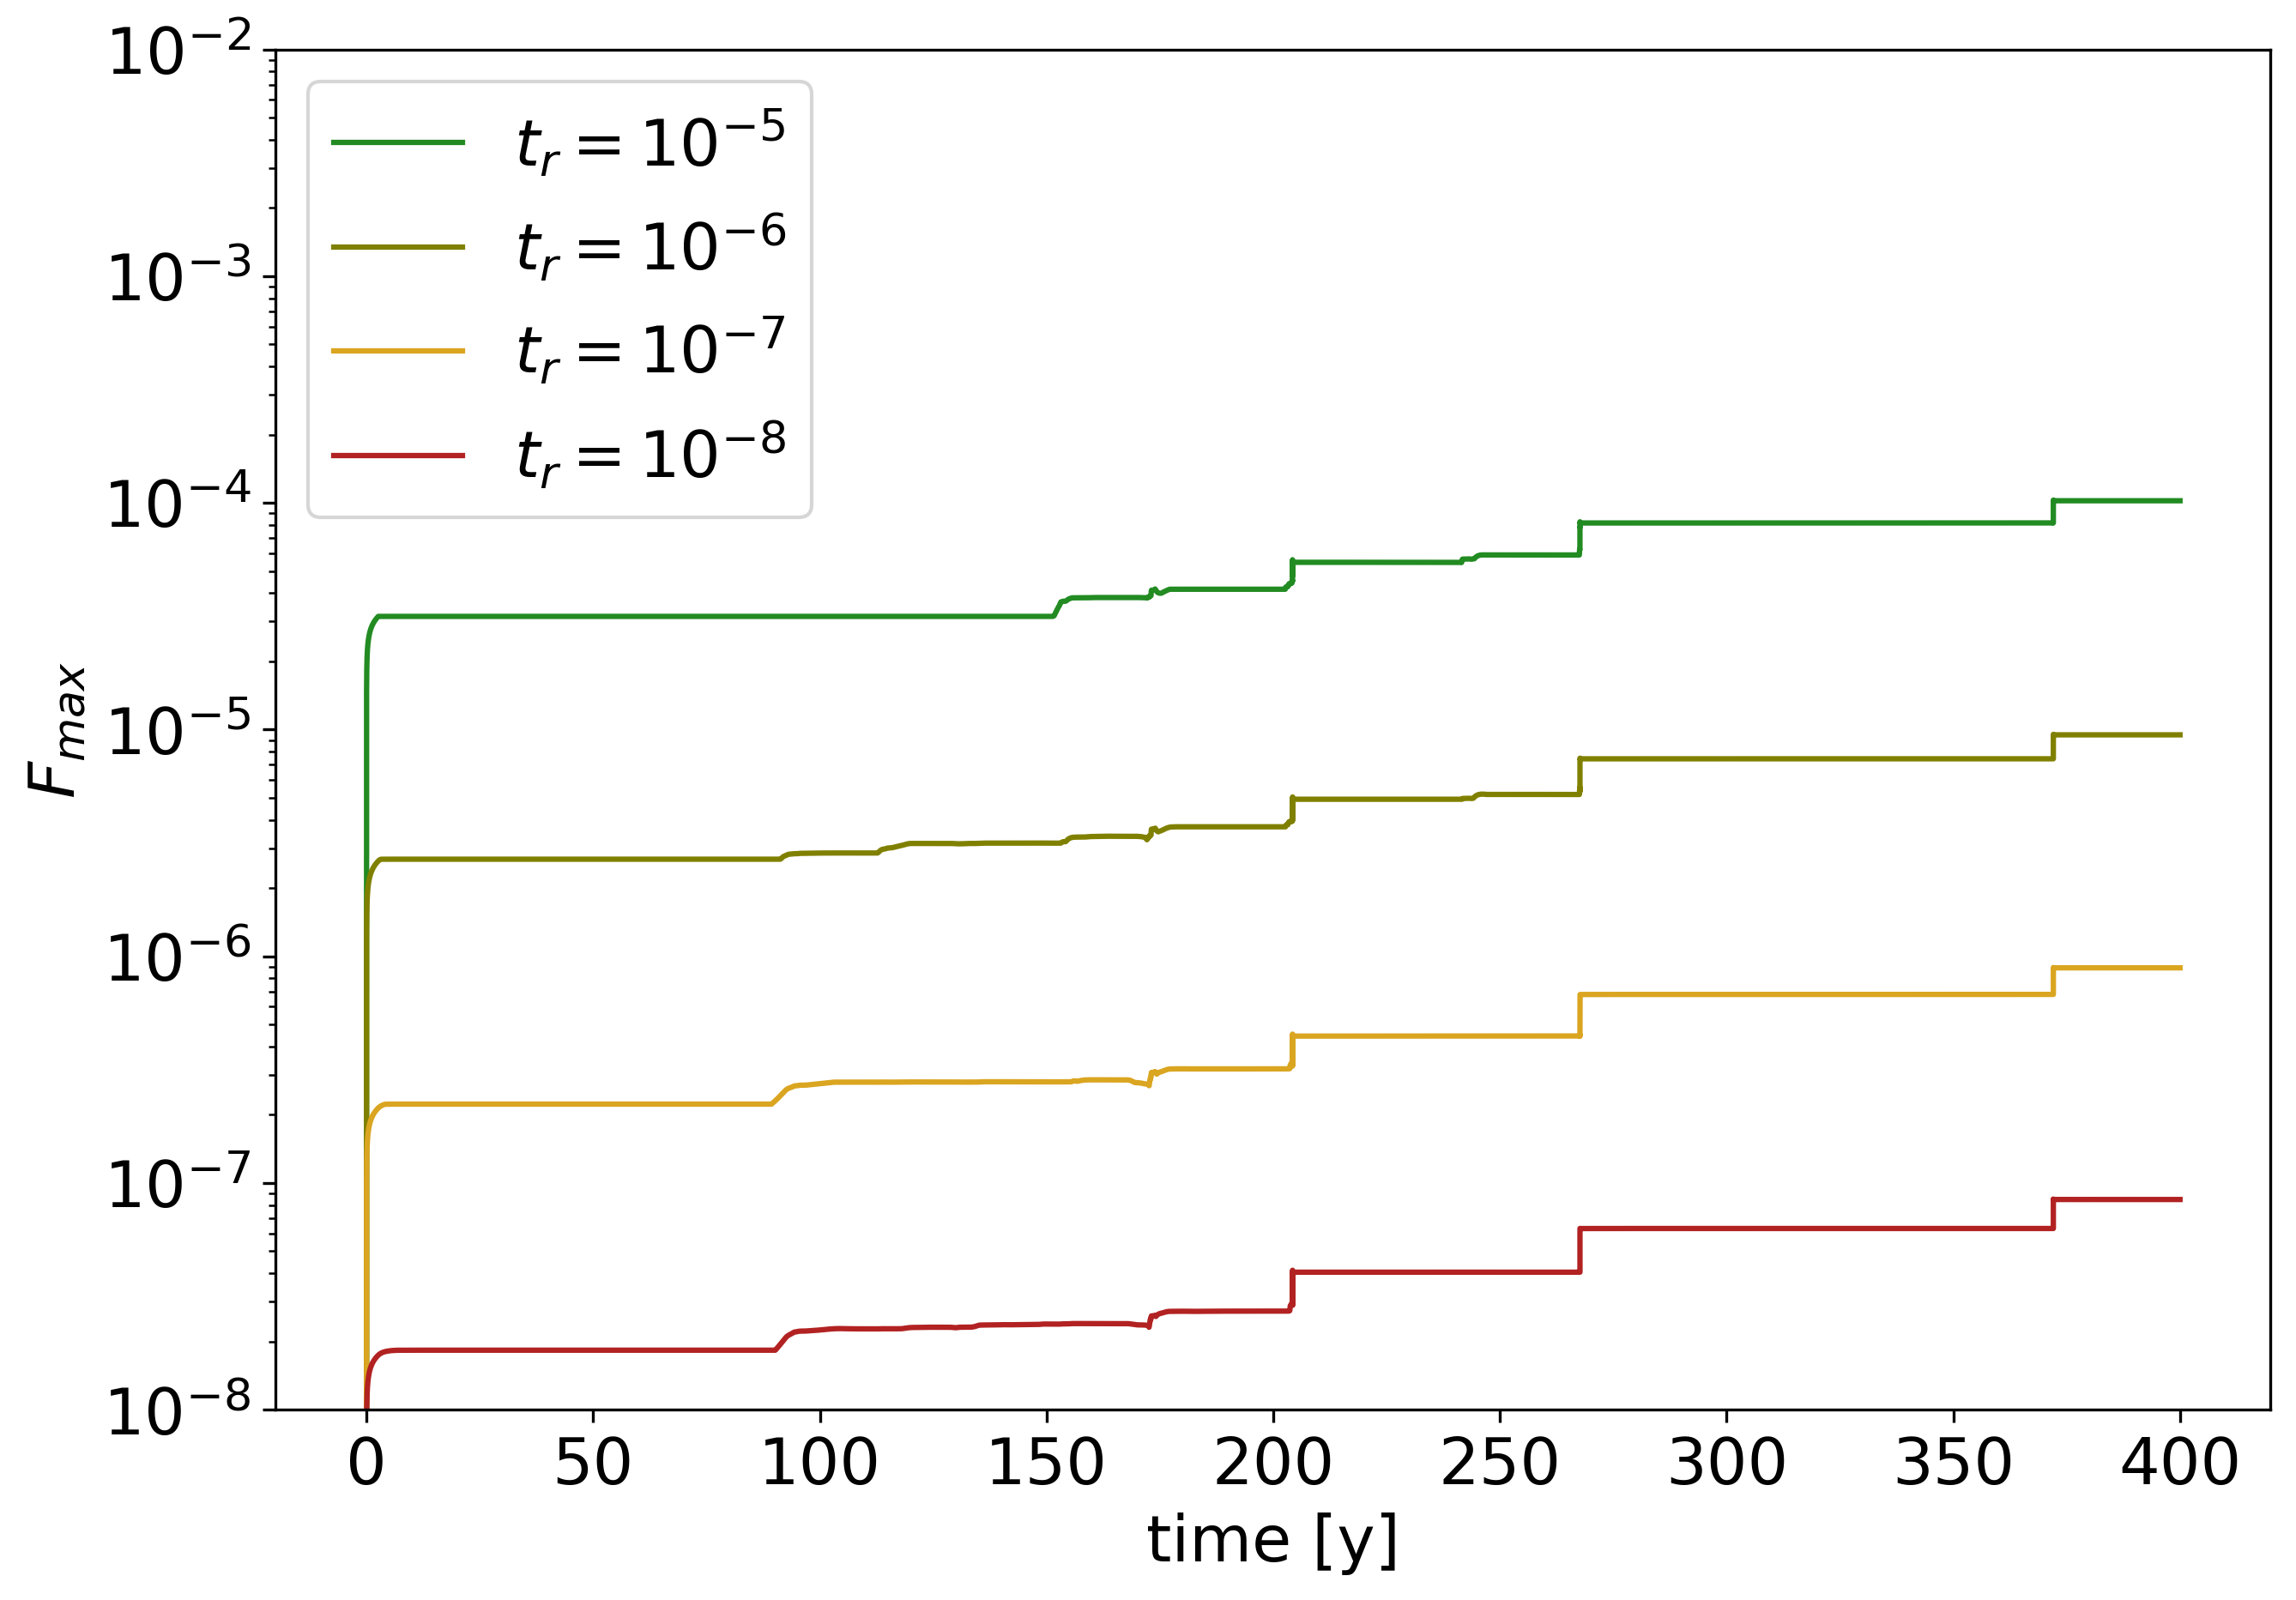 10⁻²
10⁻³
10⁻⁴
10⁻⁵
10⁻⁶
10⁻⁷
10⁻⁸
F_max
t_r = 10⁻⁵
t_r = 10⁻⁶
t_r = 10⁻⁷
t_r = 10⁻⁸
0 50 100 150 200 250 300 350 400
time [y]